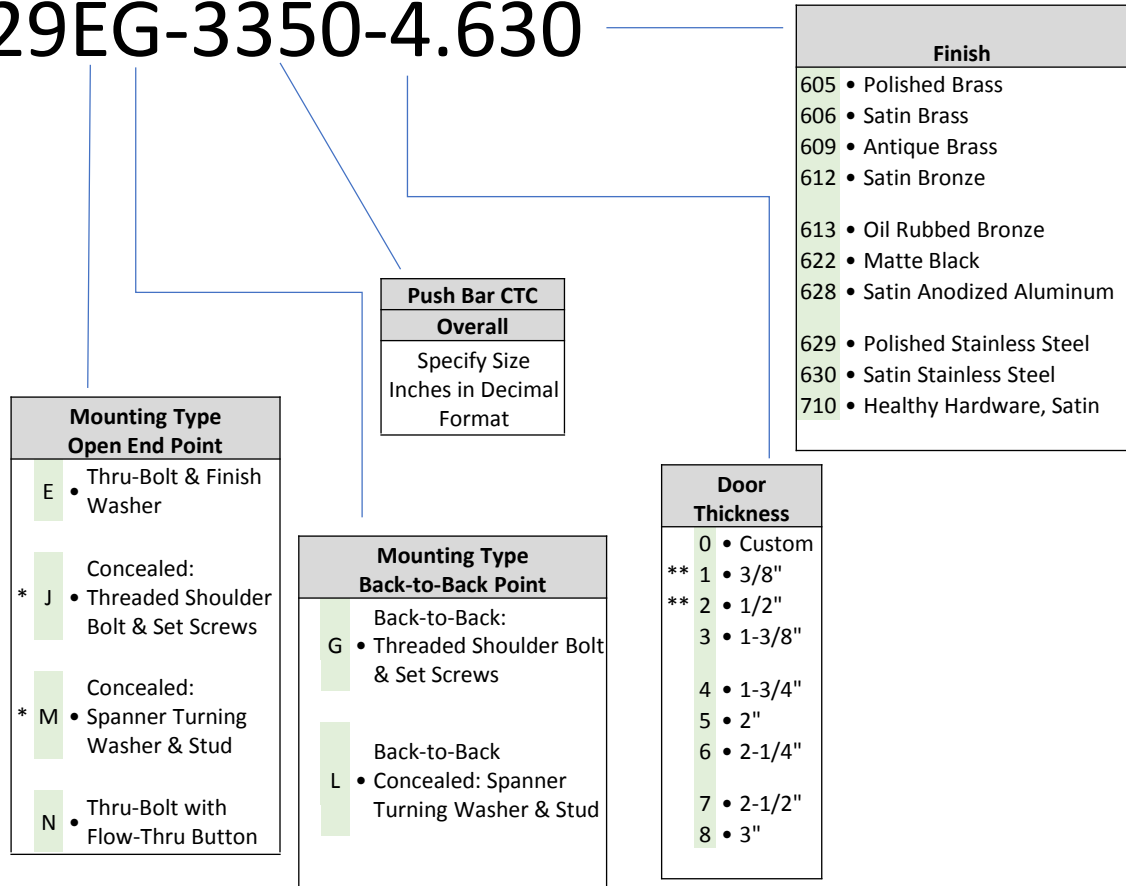 29EG-3350-4.630
Finish
605 • Polished Brass
606 • Satin Brass
609 • Antique Brass
612 • Satin Bronze
613 • Oil Rubbed Bronze
622 • Matte Black
628 • Satin Anodized Aluminum
629 • Polished Stainless Steel
630 • Satin Stainless Steel
710 • Healthy Hardware, Satin
Push Bar CTC
Overall
Specify Size
Inches in Decimal
Format
Mounting Type
Open End Point
E • Thru-Bolt & Finish
Washer
Concealed:
* J • Threaded Shoulder
Bolt & Set Screws
Concealed:
* M • Spanner Turning
Washer & Stud
N • Thru-Bolt with
Flow-Thru Button
Mounting Type
Back-to-Back Point
Back-to-Back:
G • Threaded Shoulder Bolt
& Set Screws
Back-to-Back
L • Concealed: Spanner
Turning Washer & Stud
Door
Thickness
0 • Custom
** 1 • 3/8"
** 2 • 1/2"
3 • 1-3/8"
4 • 1-3/4"
5 • 2"
6 • 2-1/4"
7 • 2-1/2"
8 • 3"